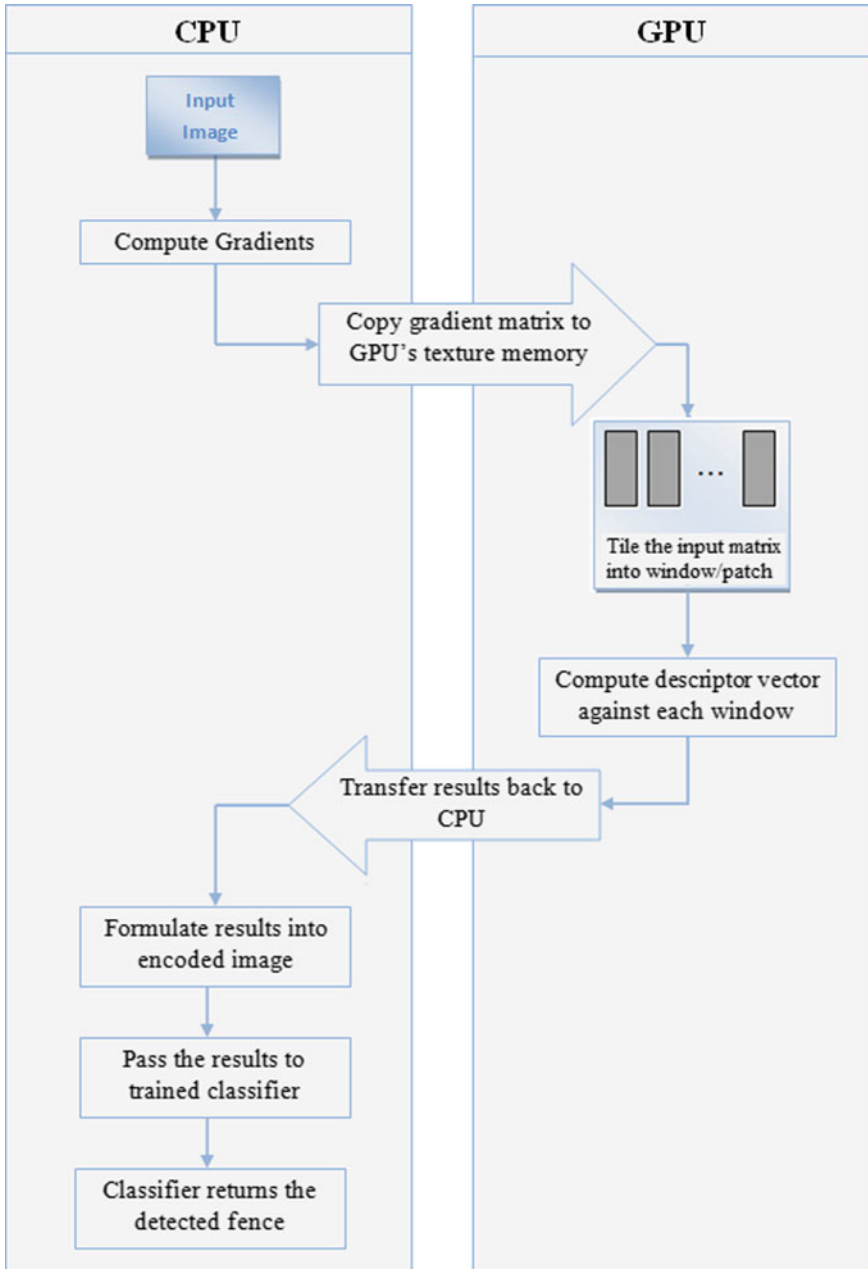 CPU
GPU
Input
Image
Compute Gradients
Copy gradient matrix to
GPU's texture memory
...
Tile the input matrix
into window/patch
Compute descriptor vector
against each window
Transfer results back to
CPU
Formulate results into
encoded image
Pass the results to
trained classifier
Classifier returns the
detected fence